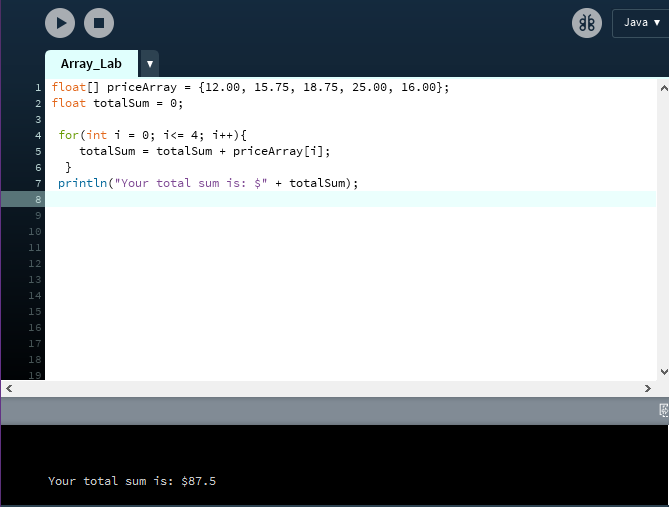 Java ▼
Array_Lab ▼
1 float[] priceArray = {12.00, 15.75, 18.75, 25.00, 16.00};
2 float totalSum = 0;
3
4 for(int i = 0; i<= 4; i++){
5 totalSum = totalSum + priceArray[i];
6 }
7 println("Your total sum is: $" + totalSum);
8
9
10
11
12
13
14
15
16
17
18
19
Your total sum is: $87.5